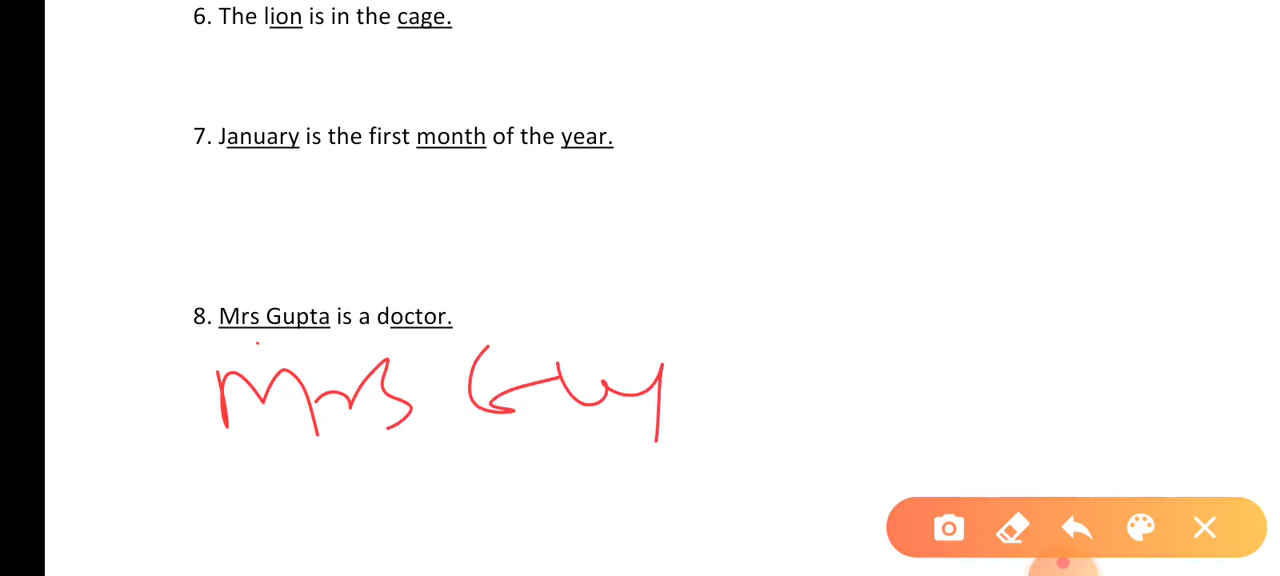 6. The lion is in the cage.
7. January is the first month of the year.
8. Mrs Gupta is a doctor.
Mrs